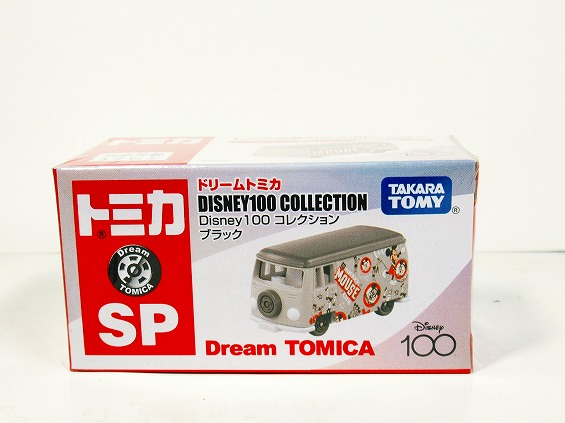 トミカ
®
Dream
TOMICA
SP
ドリームトミカ
DISNEY100 COLLECTION
Disney100 コレクション
ブラック
TAKARA
TOMY®
MOUSE
Dream TOMICA
Disney
100